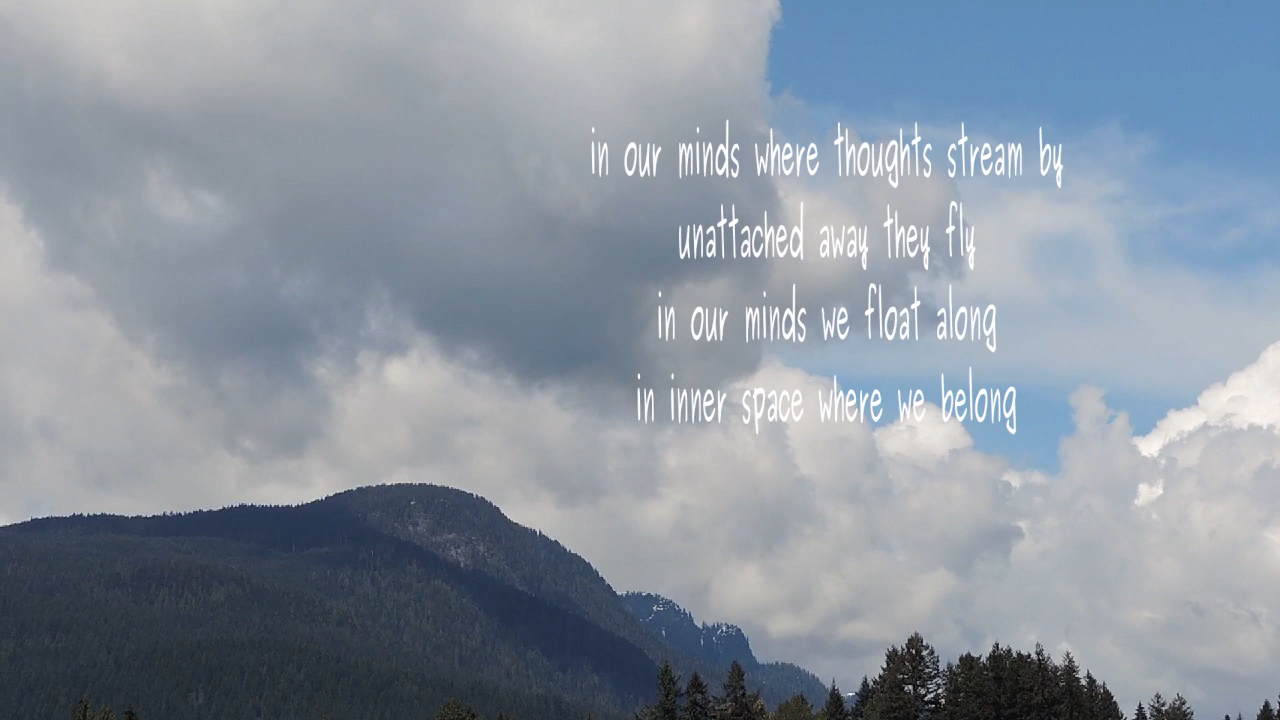 in our minds where thoughts stream by
unattached away they fly
in our minds we float along
in inner space where we belong